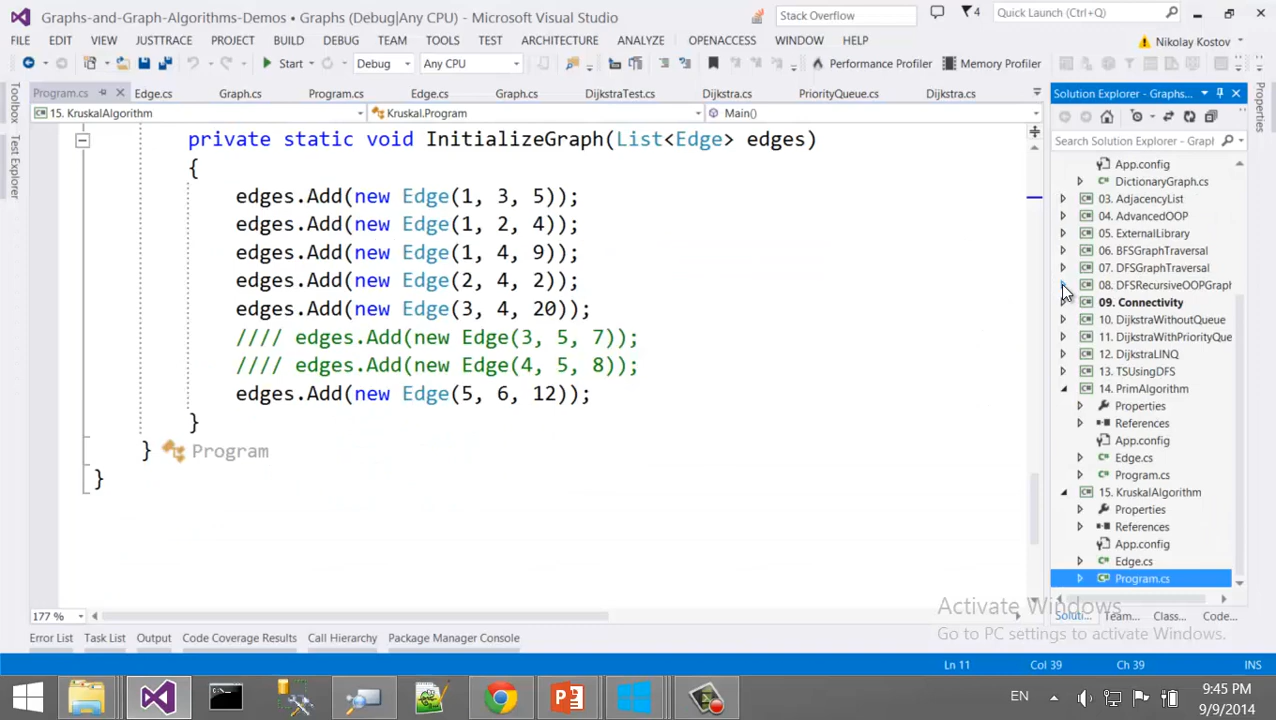 Graphs-and-Graph-Algorithms-Demos • Graphs (Debug|Any CPU) - Microsoft Visual Studio
Stack Overflow
4
Quick Launch (Ctrl+Q)
FILE EDIT VIEW JUSTTRACE PROJECT BUILD DEBUG TEAM TOOLS TEST ARCHITECTURE ANALYZE OPENACCESS WINDOW HELP
Nikolay Kostov
Start Debug Any CPU Performance Profiler Memory Profiler
Toolbox
Test Explorer
Program.cs Edge.cs Graph.cs Program.cs Edge.cs Graph.cs DijkstraTest.cs Dijkstra.cs PriorityQueue.cs Dijkstra.cs
15. KruskalAlgorithm Kruskal.Program Main()
private static void InitializeGraph(List<Edge> edges)
{
edges.Add(new Edge(1, 3, 5));
edges.Add(new Edge(1, 2, 4));
edges.Add(new Edge(1, 4, 9));
edges.Add(new Edge(2, 4, 2));
edges.Add(new Edge(3, 4, 20));
//// edges.Add(new Edge(3, 5, 7));
//// edges.Add(new Edge(4, 5, 8));
edges.Add(new Edge(5, 6, 12));
}
} Program
}
177 %
Solution Explorer - Graphs...
Properties
Search Solution Explorer - Grapl
App.config
DictionaryGraph.cs
03. AdjacencyList
04. AdvancedOOP
05. ExternalLibrary
06. BFSGraphTraversal
07. DFSGraphTraversal
08. DFSRecursiveOOPGraph
09. Connectivity
10. DijkstraWithoutQueue
11. DijkstraWithPriorityQue
12. DijkstraLINQ
13. TSUsingDFS
14. PrimAlgorithm
Properties
References
App.config
Edge.cs
Program.cs
15. KruskalAlgorithm
Properties
References
App.config
Edge.cs
Program.cs
Soluti... Team... Class... Code...
Activate Windows
Go to PC settings to activate Windows.
Error List Task List Output Code Coverage Results Call Hierarchy Package Manager Console
Ln 11 Col 39 Ch 39 INS
EN
9:45 PM
9/9/2014